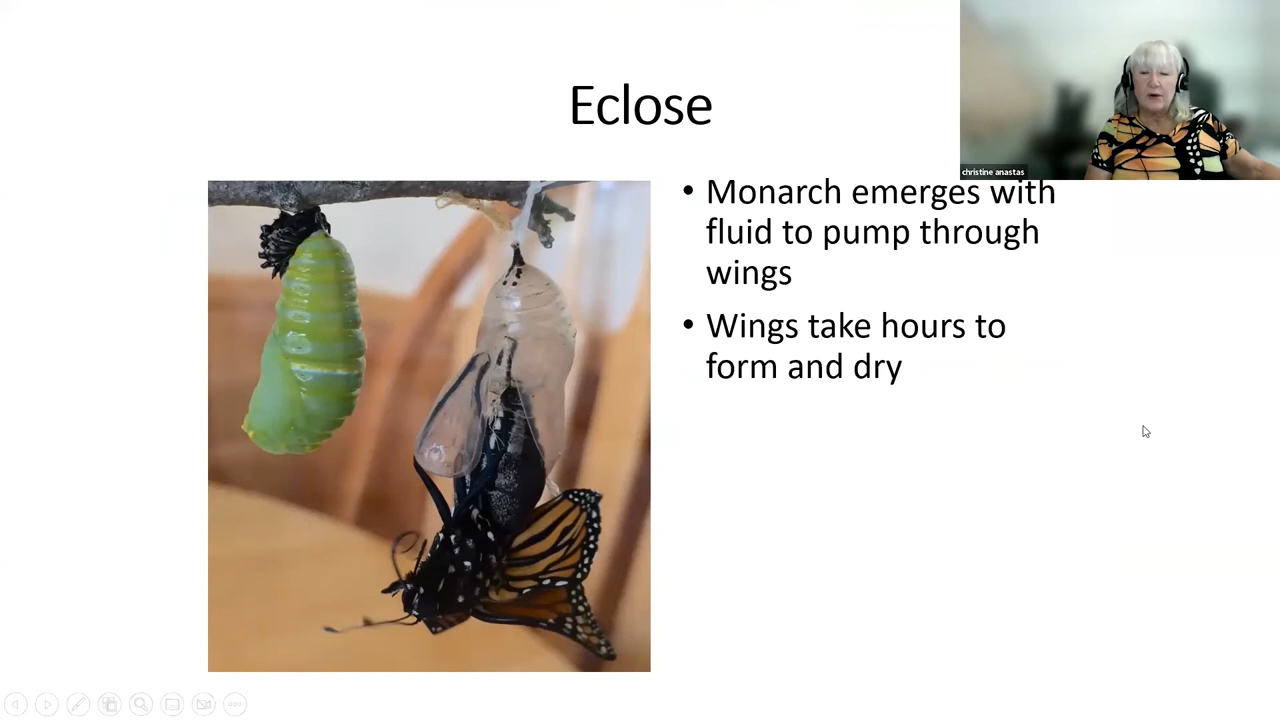 Eclose
christine anastas
• Monarch emerges with
fluid to pump through
wings
• Wings take hours to
form and dry